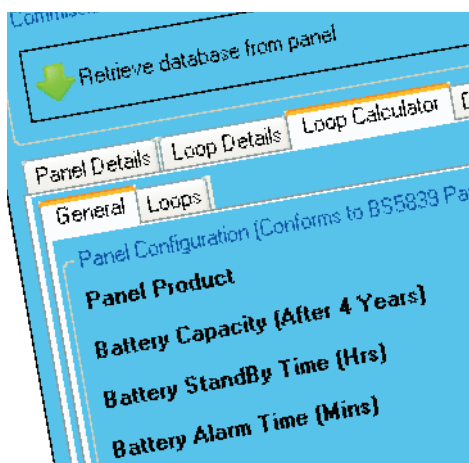 Retrieve database from panel
Panel Details Loop Details Loop Calculator
General Loops
Panel Configuration (Conforms to BS5839
Panel Product
Battery Capacity (After 4 Years)
Battery StandBy Time (Hrs)
Battery Alarm Time (Mins)